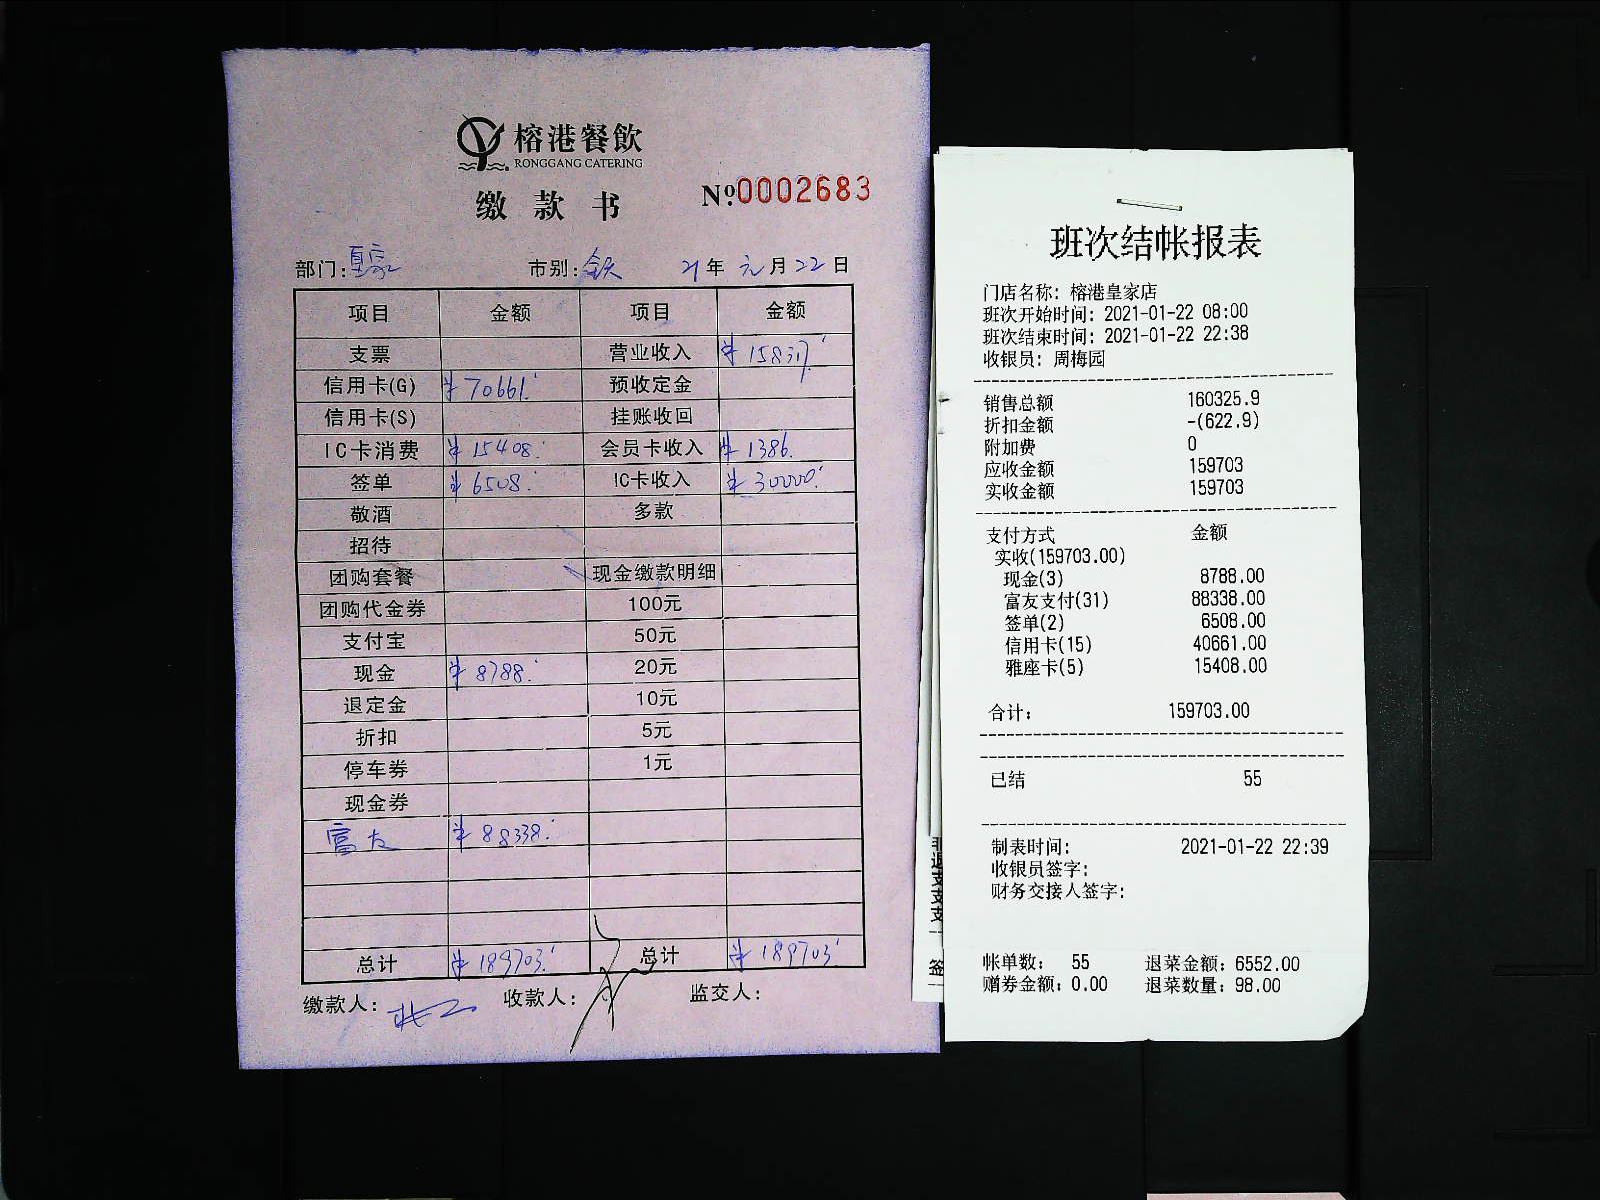 榕港餐飲
RONGGANG CATERING
缴款书
Nº:0002683
部门:皇家 市别:全天 21年元月22日
项目 金额 项目 金额
支票 营业收入 ¥158317.
信用卡(G) ¥70661. 预收定金
信用卡(S) 挂账收回
IC卡消费 ¥15408. 会员卡收入 ¥1386.
签单 ¥6508. IC卡收入 ¥30000.
敬酒 多款
招待
团购套餐 现金缴款明细
团购代金券 100元
支付宝 50元
现金 ¥8788. 20元
退定金 10元
折扣 5元
停车券 1元
现金券
富友 ¥88338.
总计 ¥189703. 总计 ¥189703.
缴款人: 收款人: 监交人:
班次结帐报表
门店名称: 榕港皇家店
班次开始时间: 2021-01-22 08:00
班次结束时间: 2021-01-22 22:38
收银员: 周梅园
销售总额 160325.9
折扣金额 -(622.9)
附加费 0
应收金额 159703
实收金额 159703
支付方式 金额
实收(159703.00)
现金(3) 8788.00
富友支付(31) 88338.00
签单(2) 6508.00
信用卡(15) 40661.00
雅座卡(5) 15408.00
合计: 159703.00
已结 55
制表时间: 2021-01-22 22:39
收银员签字:
财务交接人签字:
帐单数: 55 退菜金额: 6552.00
赠券金额: 0.00 退菜数量: 98.00